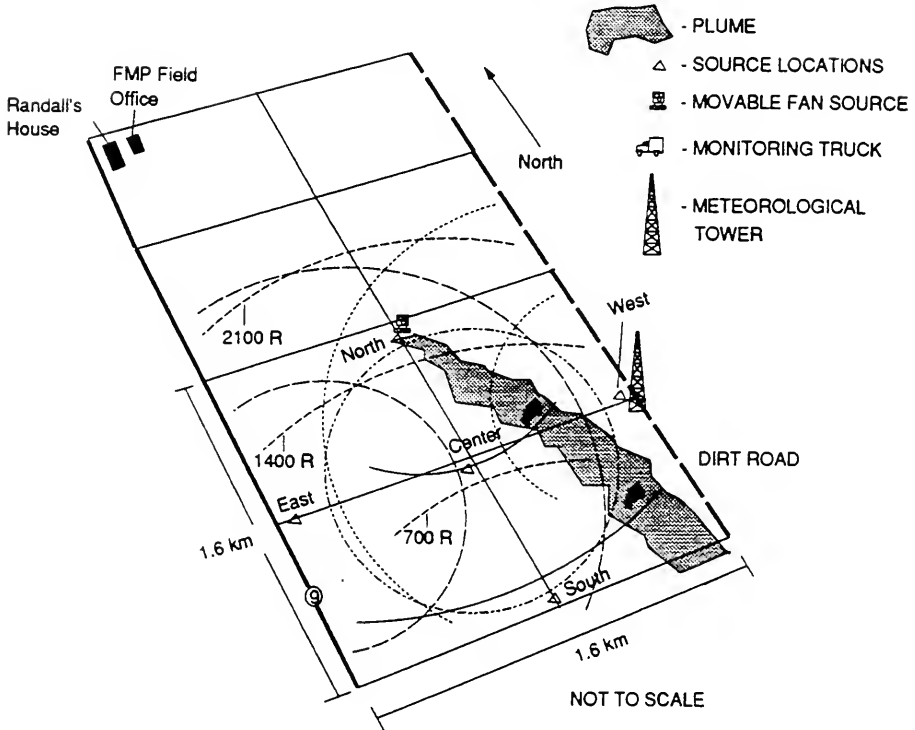 - PLUME
- SOURCE LOCATIONS
- MOVABLE FAN SOURCE
- MONITORING TRUCK
- METEOROLOGICAL
TOWER
FMP Field
Office
Randall's
House
North
West
2100 R
North
Center
1400 R
East
700 R
DIRT ROAD
South
1.6 km
9
1.6 km
NOT TO SCALE